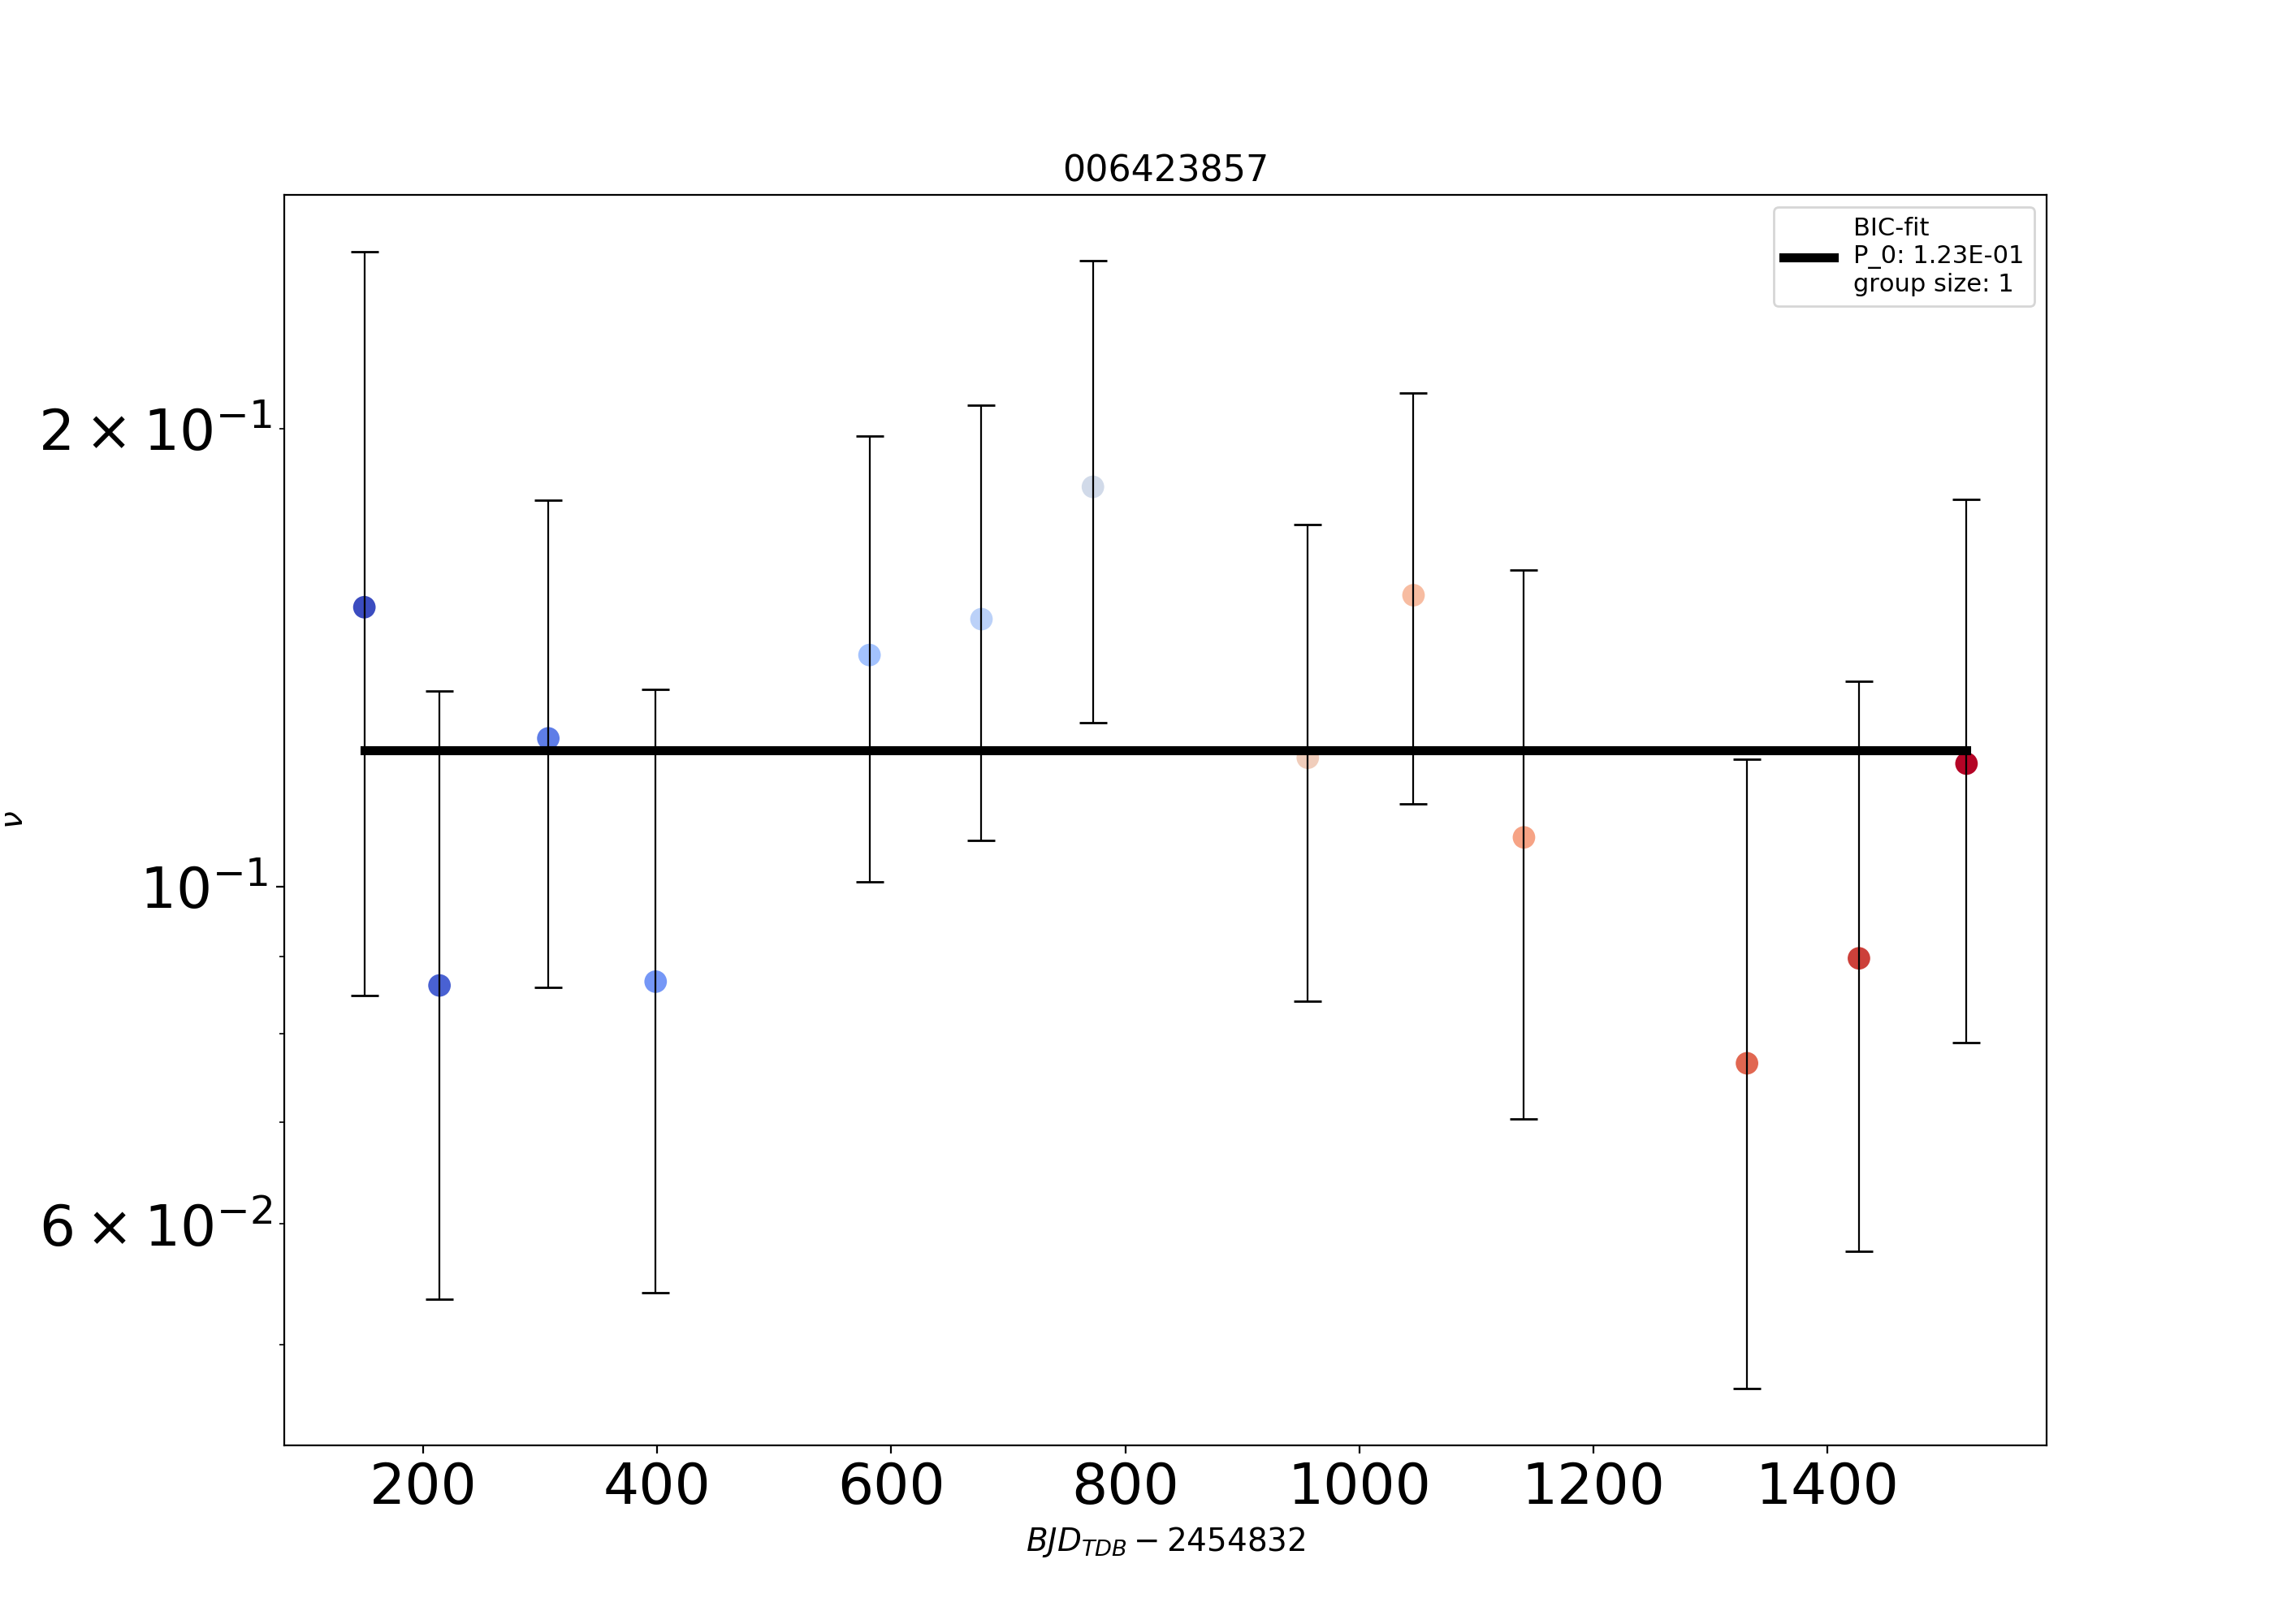 006423857
BIC-fit
P_0: 1.23E-01
group size: 1
2 × 10⁻¹
10⁻¹
6 × 10⁻²
ν
200 400 600 800 1000 1200 1400
BJD_TDB − 2454832